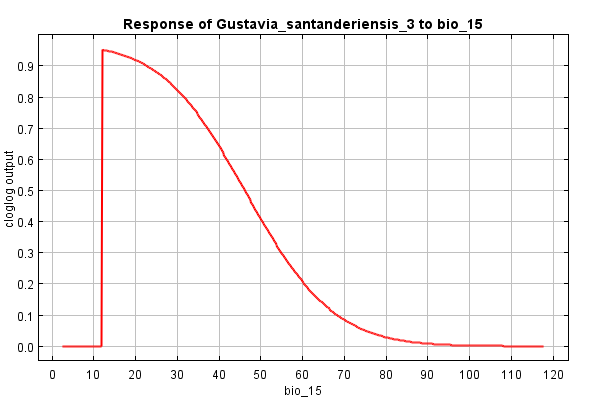 Response of Gustavia_santanderiensis_3 to bio_15
cloglog output
0.9
0.8
0.7
0.6
0.5
0.4
0.3
0.2
0.1
0.0
0 10 20 30 40 50 60 70 80 90 100 110 120
bio_15